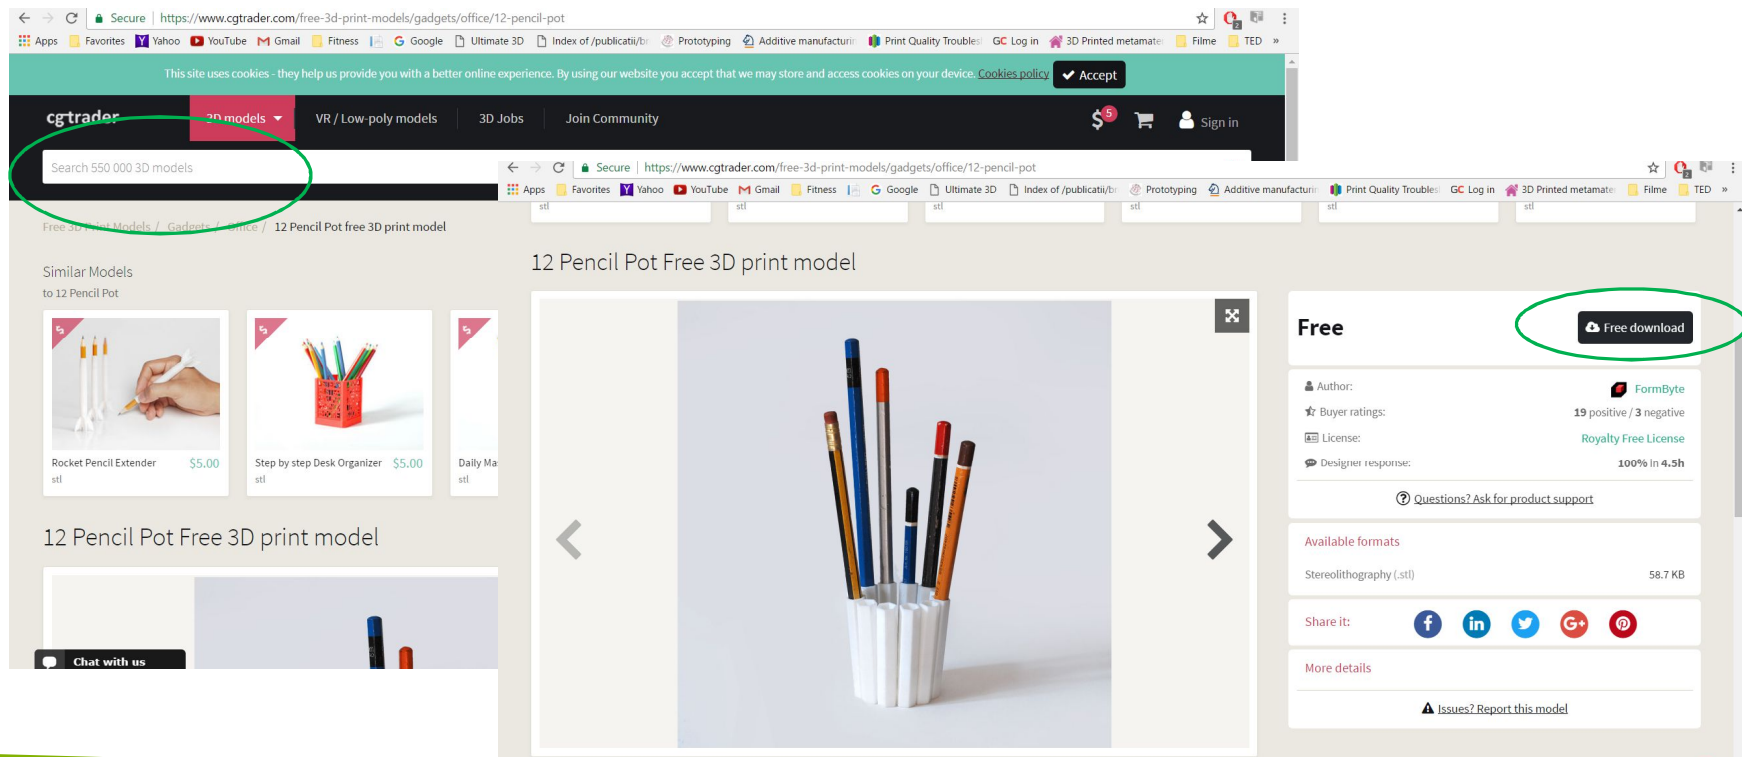 Secure | https://www.cgtrader.com/free-3d-print-models/gadgets/office/12-pencil-pot
Apps Favorites Yahoo YouTube Gmail Fitness Google Ultimate 3D Index of /publicatii/br Prototyping Additive manufacturin Print Quality Troubles GC Log in 3D Printed metamate Filme TED »
This site uses cookies - they help us provide you with a better online experience. By using our website you accept that we may store and access cookies on your device. Cookies policy Accept
cgtrader 3D models VR / Low-poly models 3D Jobs Join Community $ 5 Sign in
Search 550 000 3D models
Free 3D Print Models / Gadgets / Office / 12 Pencil Pot free 3D print model
Similar Models
to 12 Pencil Pot
Rocket Pencil Extender $5.00
stl
Step by step Desk Organizer $5.00
stl
Daily Ma
stl
12 Pencil Pot Free 3D print model
Chat with us
Secure | https://www.cgtrader.com/free-3d-print-models/gadgets/office/12-pencil-pot
Apps Favorites Yahoo YouTube Gmail Fitness Google Ultimate 3D Index of /publicatii/br Prototyping Additive manufacturin Print Quality Troubles GC Log in 3D Printed metamate Filme TED »
stl stl stl stl stl stl
12 Pencil Pot Free 3D print model
Free Free download
Author: FormByte
Buyer ratings: 19 positive / 3 negative
License: Royalty Free License
Designer response: 100% in 4.5h
Questions? Ask for product support
Available formats
Stereolithography (.stl) 58.7 KB
Share it:
More details
Issues? Report this model